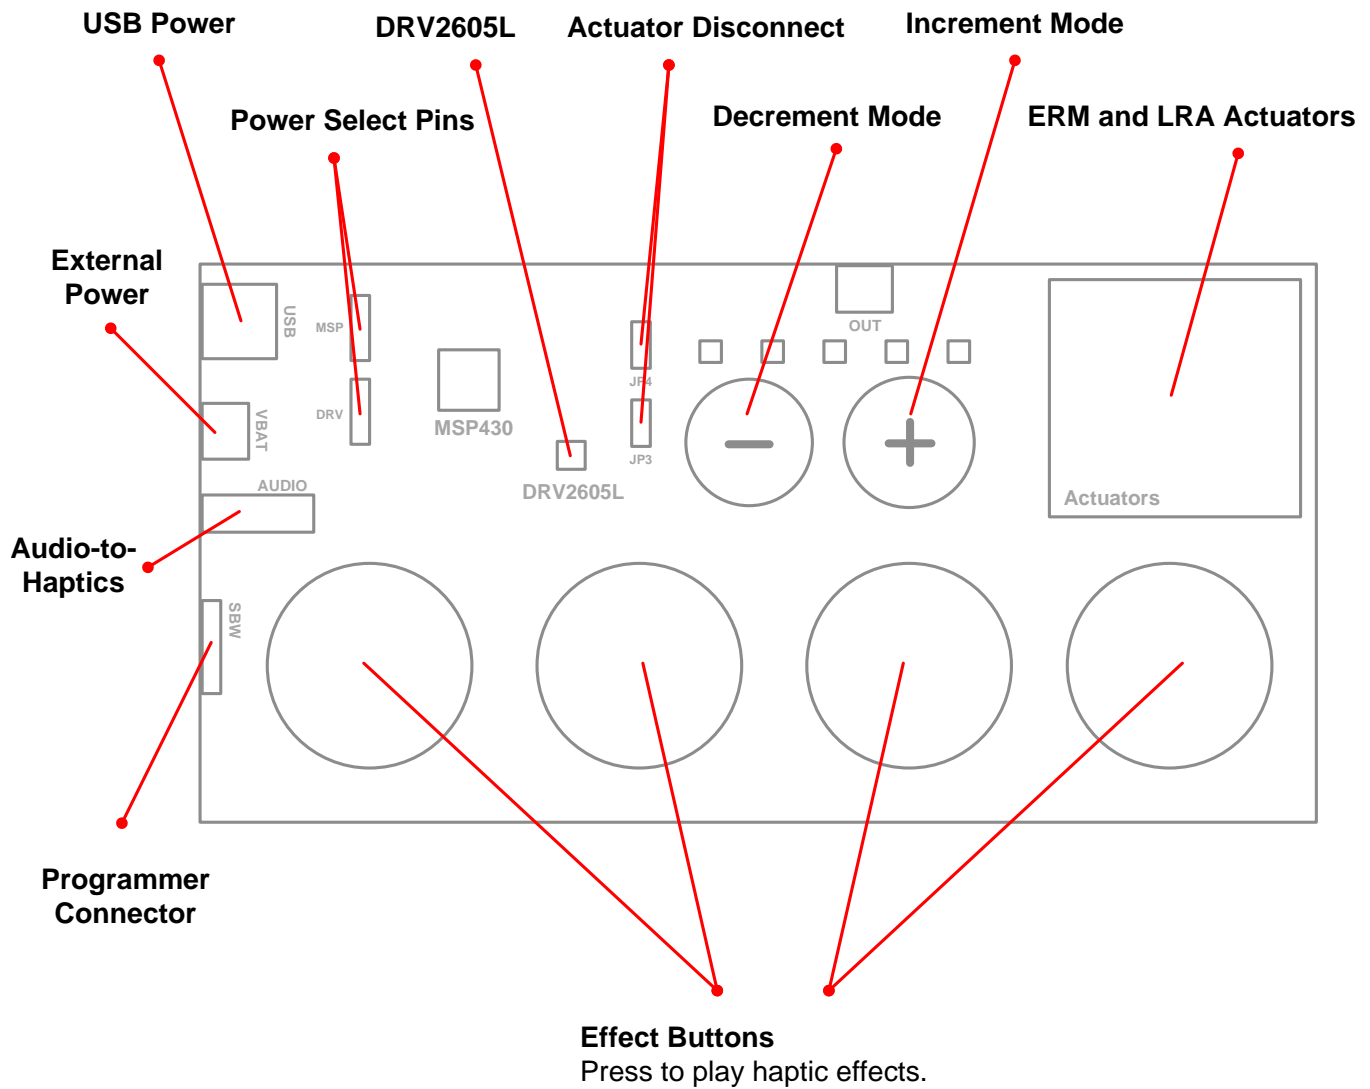 USB Power
DRV2605L
Actuator Disconnect
Increment Mode
Power Select Pins
Decrement Mode
ERM and LRA Actuators
External
Power
USB
MSP
OUT
JP4
DRV
VBAT
MSP430
JP3
AUDIO
DRV2605L
Actuators
Audio-to-
Haptics
SBW
Programmer
Connector
Effect Buttons
Press to play haptic effects.